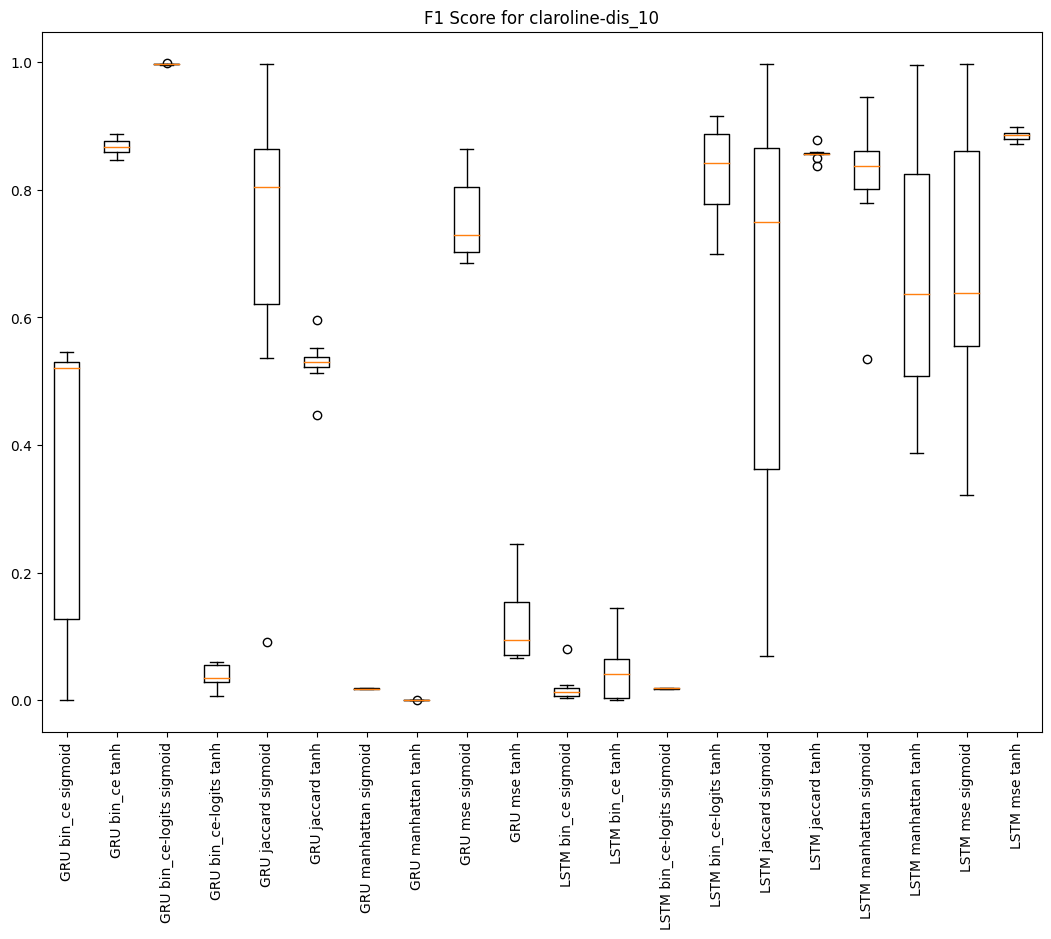 F1 Score for claroline-dis_10
1.0
0.8
0.6
0.4
0.2
0.0
GRU bin_ce sigmoid
GRU bin_ce tanh
GRU bin_ce-logits sigmoid
GRU bin_ce-logits tanh
GRU jaccard sigmoid
GRU jaccard tanh
GRU manhattan sigmoid
GRU manhattan tanh
GRU mse sigmoid
GRU mse tanh
LSTM bin_ce sigmoid
LSTM bin_ce tanh
LSTM bin_ce-logits sigmoid
LSTM bin_ce-logits tanh
LSTM jaccard sigmoid
LSTM jaccard tanh
LSTM manhattan sigmoid
LSTM manhattan tanh
LSTM mse sigmoid
LSTM mse tanh